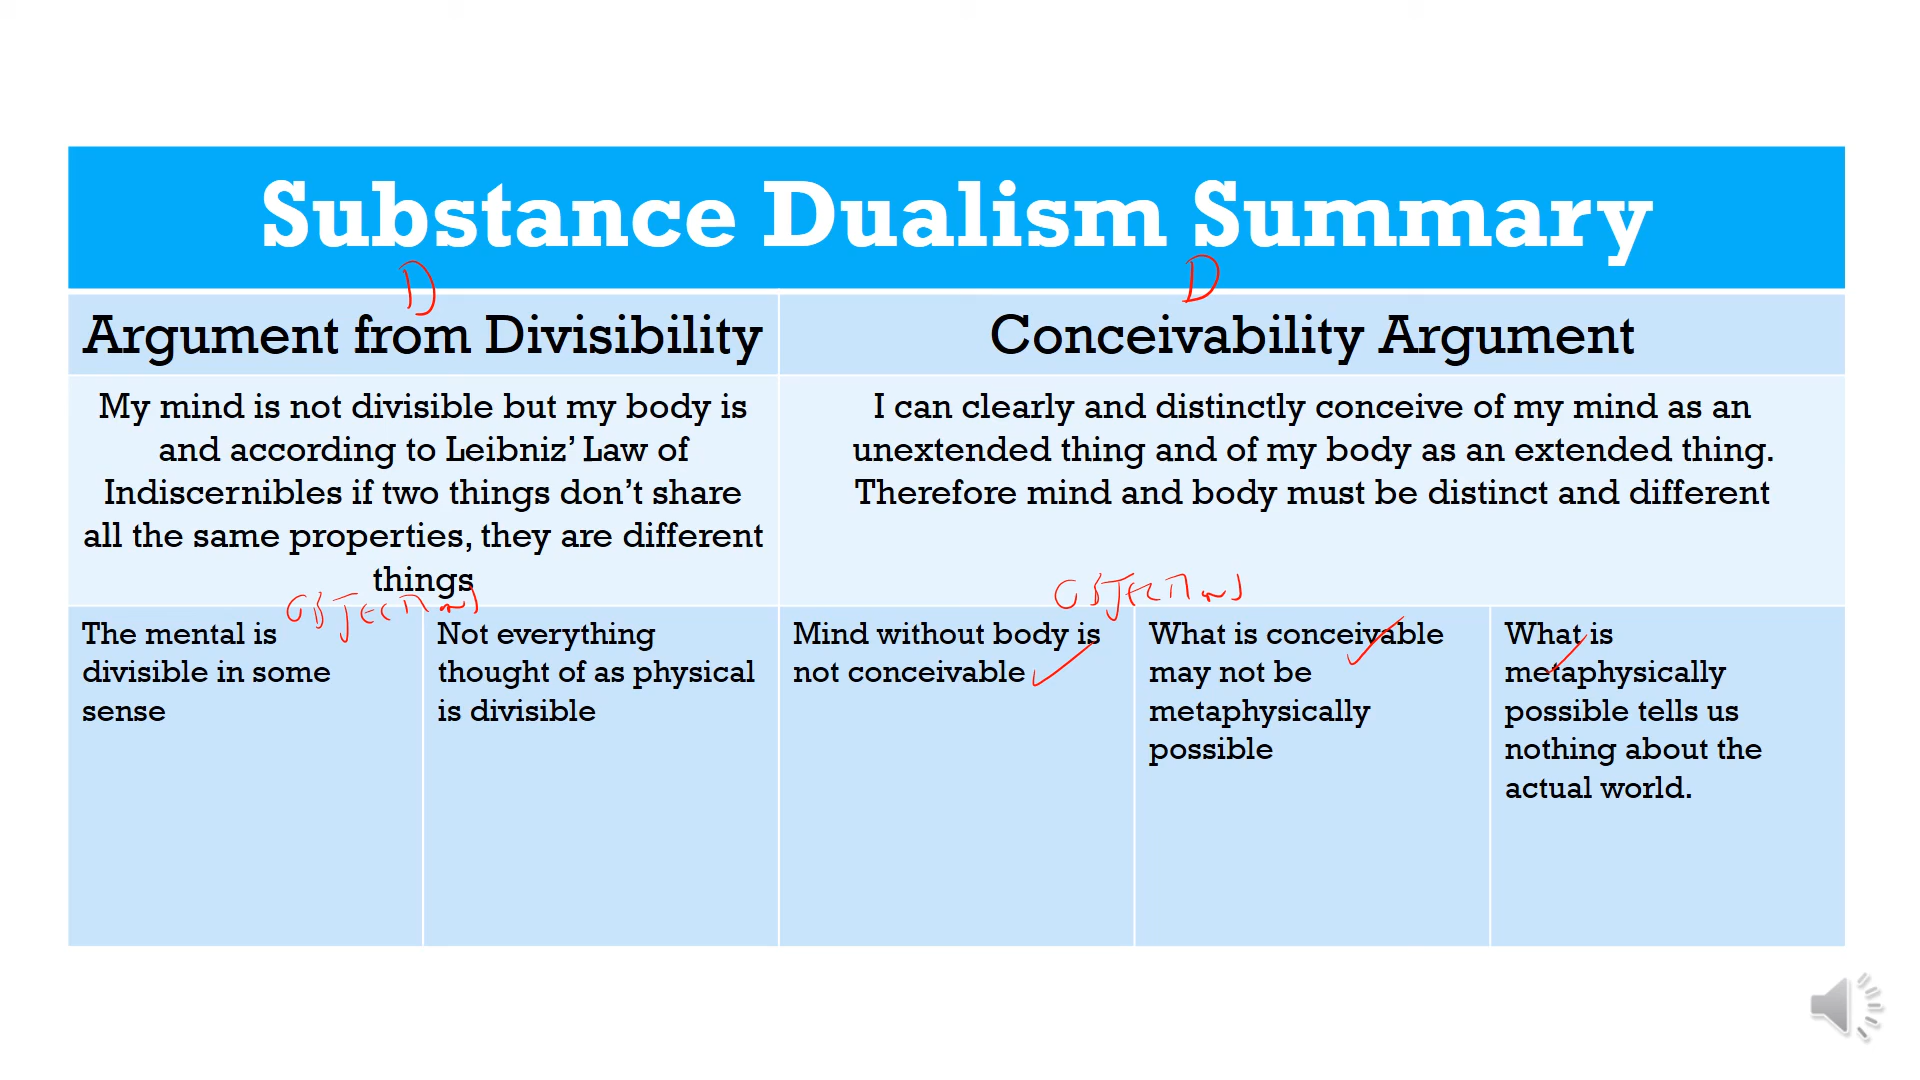 Substance Dualism Summary
D
D
Argument from Divisibility
Conceivability Argument
My mind is not divisible but my body is
and according to Leibniz’ Law of
Indiscernibles if two things don’t share
all the same properties, they are different
things
I can clearly and distinctly conceive of my mind as an
unextended thing and of my body as an extended thing.
Therefore mind and body must be distinct and different
OBJECTIONS
OBJECTIONS
The mental is
divisible in some
sense
Not everything
thought of as physical
is divisible
Mind without body is
not conceivable
What is conceivable
may not be
metaphysically
possible
What is
metaphysically
possible tells us
nothing about the
actual world.